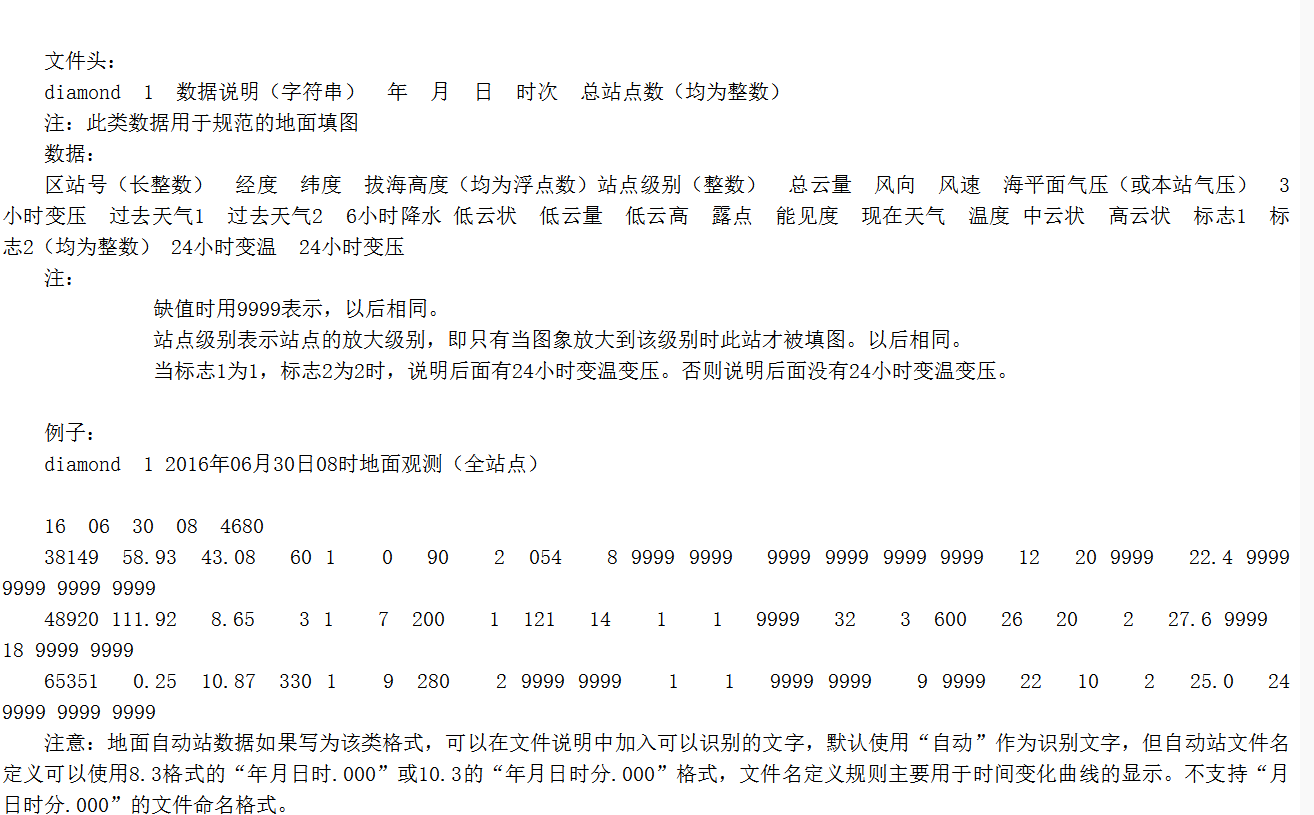 文件头：
diamond 1 数据说明（字符串） 年 月 日 时次 总站点数（均为整数）
注：此类数据用于规范的地面填图
数据：
区站号（长整数） 经度 纬度 拔海高度（均为浮点数）站点级别（整数） 总云量 风向 风速 海平面气压（或本站气压） 3
小时变压 过去天气1 过去天气2 6小时降水 低云状 低云量 低云高 露点 能见度 现在天气 温度 中云状 高云状 标志1 标
志2（均为整数） 24小时变温 24小时变压
注：
缺值时用9999表示，以后相同。
站点级别表示站点的放大级别，即只有当图象放大到该级别时此站才被填图。以后相同。
当标志1为1，标志2为2时，说明后面有24小时变温变压。否则说明后面没有24小时变温变压。
例子：
diamond 1 2016年06月30日08时地面观测（全站点）
16 06 30 08 4680
38149 58.93 43.08 60 1 0 90 2 054 8 9999 9999 9999 9999 9999 9999 12 20 9999 22.4 9999
9999 9999 9999
48920 111.92 8.65 3 1 7 200 1 121 14 1 1 9999 32 3 600 26 20 2 27.6 9999
18 9999 9999
65351 0.25 10.87 330 1 9 280 2 9999 9999 1 1 9999 9999 9 9999 22 10 2 25.0 24
9999 9999 9999
注意：地面自动站数据如果写为该类格式，可以在文件说明中加入可以识别的文字，默认使用“自动”作为识别文字，但自动站文件名
定义可以使用8.3格式的“年月日时.000”或10.3的“年月日时分.000”格式，文件名定义规则主要用于时间变化曲线的显示。不支持“月
日时分.000”的文件命名格式。